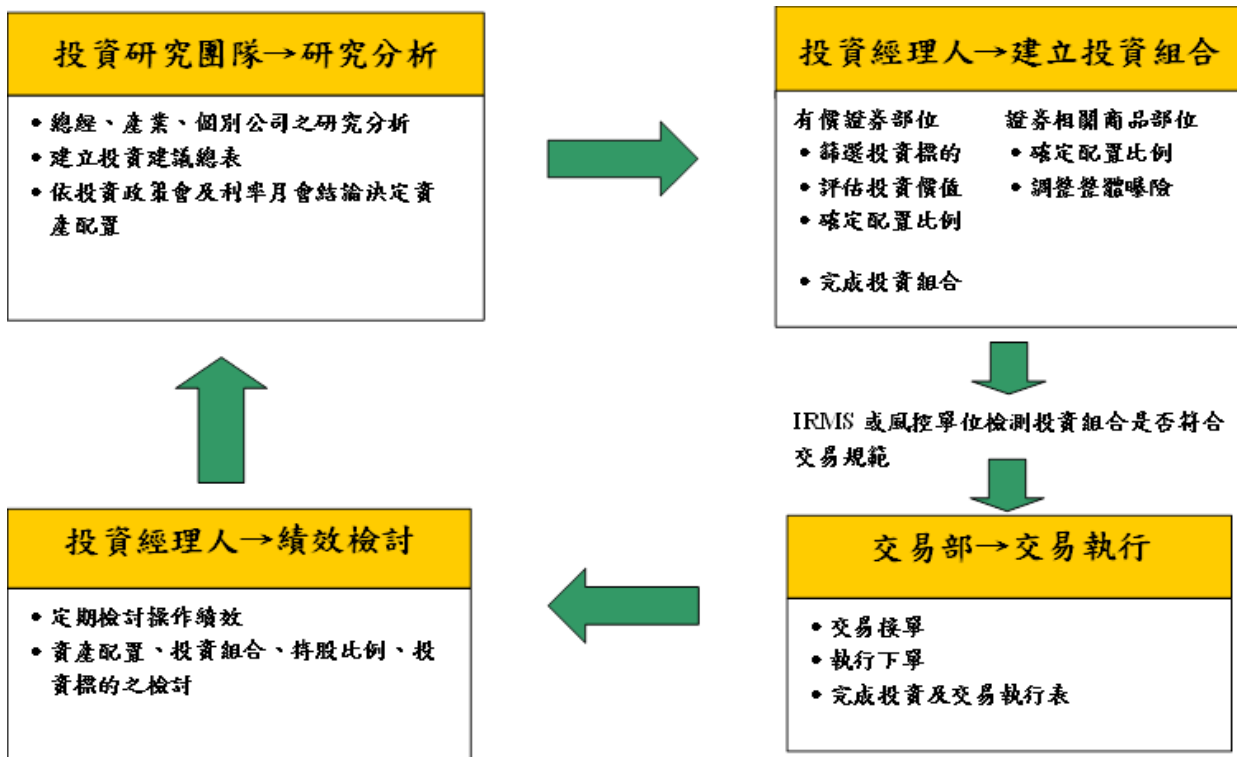 投資研究團隊→研究分析
• 總經、產業、個別公司之研究分析
• 建立投資建議總表
• 依投資政策會及利率月會結論決定資
產配置
投資經理人→建立投資組合
有價證券部位 證券相關商品部位
• 篩選投資標的 • 確定配置比例
• 評估投資價值 • 調整整體曝險
• 確定配置比例
• 完成投資組合
IRMS 或風控單位檢測投資組合是否符合
交易規範
交易部→交易執行
• 交易接單
• 執行下單
• 完成投資及交易執行表
投資經理人→績效檢討
• 定期檢討操作績效
• 資產配置、投資組合、持股比例、投
資標的之檢討